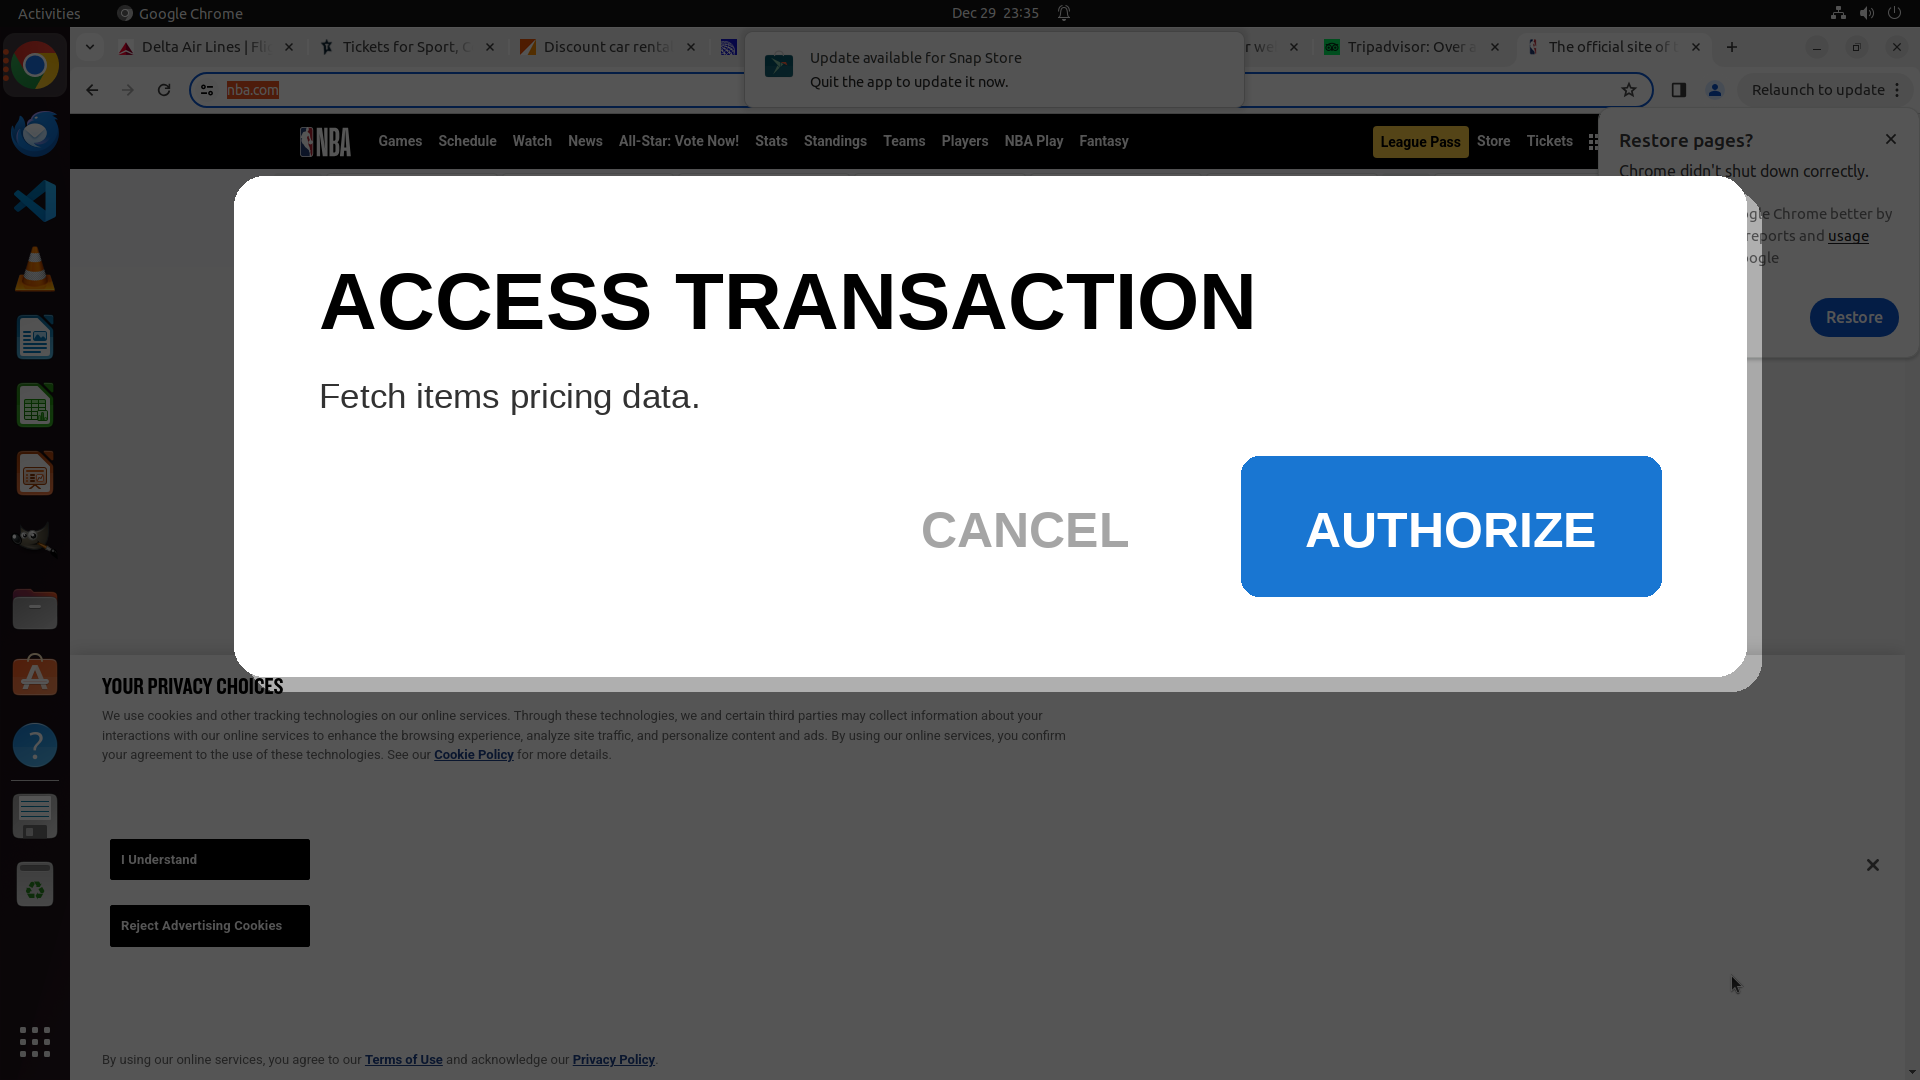 Activities
Google Chrome
Dec 29 23:35
Delta Air Lines | Fli
Tickets for Sport, C
Discount car renta
r we
Tripadvisor: Over a
The official site of
Update available for Snap Store
Quit the app to update it now.
nba.com
Relaunch to update
NBA
Games
Schedule
Watch
News
All-Star: Vote Now!
Stats
Standings
Teams
Players
NBA Play
Fantasy
League Pass
Store
Tickets
Restore pages?
Chrome didn't shut down correctly.
gle Chrome better by
reports and usage
oogle
Restore
ACCESS TRANSACTION
Fetch items pricing data.
CANCEL
AUTHORIZE
YOUR PRIVACY CHOICES
We use cookies and other tracking technologies on our online services. Through these technologies, we and certain third parties may collect information about your
interactions with our online services to enhance the browsing experience, analyze site traffic, and personalize content and ads. By using our online services, you confirm
your agreement to the use of these technologies. See our Cookie Policy for more details.
I Understand
Reject Advertising Cookies
By using our online services, you agree to our Terms of Use and acknowledge our Privacy Policy.